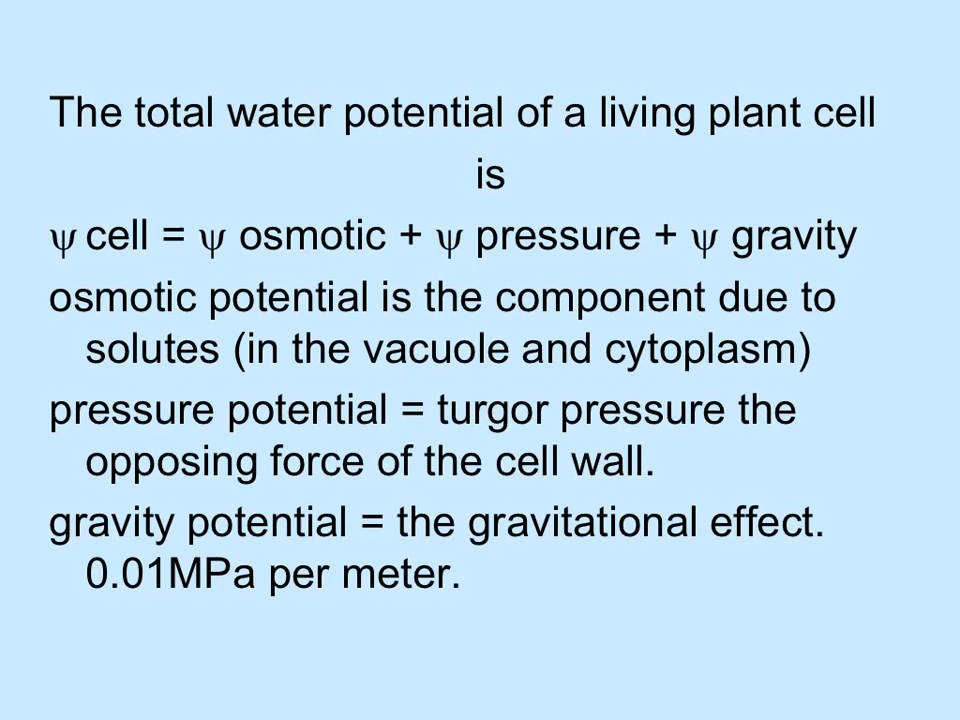 The total water potential of a living plant cell
is
ψ cell = ψ osmotic + ψ pressure + ψ gravity
osmotic potential is the component due to
solutes (in the vacuole and cytoplasm)
pressure potential = turgor pressure the
opposing force of the cell wall.
gravity potential = the gravitational effect.
0.01MPa per meter.